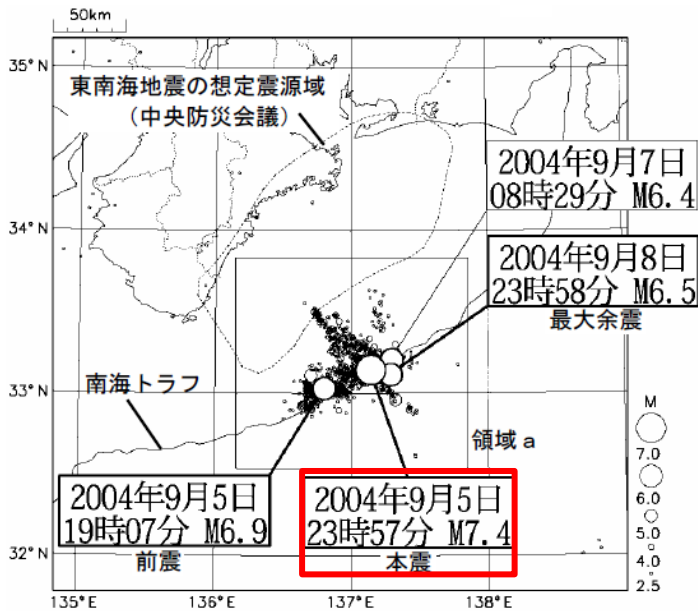 50km
35°N
東南海地震の想定震源域
（中央防災会議）
2004年9月7日
08時29分 M6.4
34°N
2004年9月8日
23時58分 M6.5
最大余震
33°N
南海トラフ
領域a
M
7.0
6.0
5.0
4.0
2.5
2004年9月5日
19時07分 M6.9
前震
2004年9月5日
23時57分 M7.4
本震
32°N
135°E
136°E
137°E
138°E